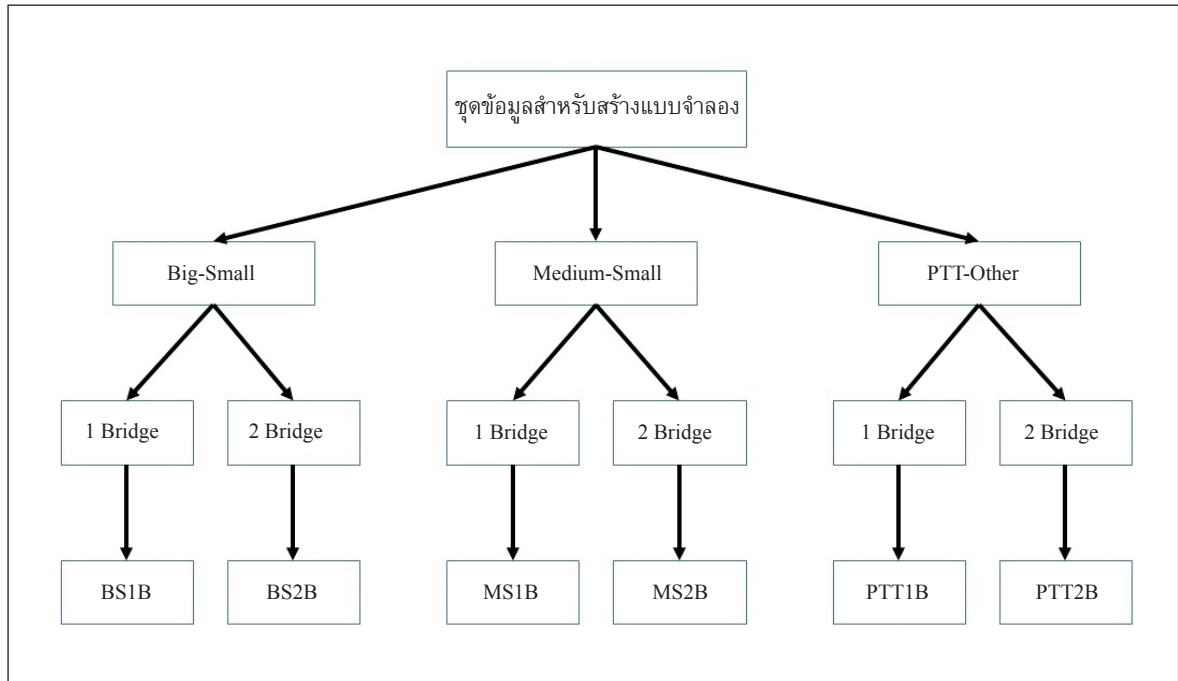 ชุดข้อมูลสำหรับสร้างแบบจำลอง
Big-Small
Medium-Small
PTT-Other
1 Bridge
2 Bridge
1 Bridge
2 Bridge
1 Bridge
2 Bridge
BS1B
BS2B
MS1B
MS2B
PTT1B
PTT2B